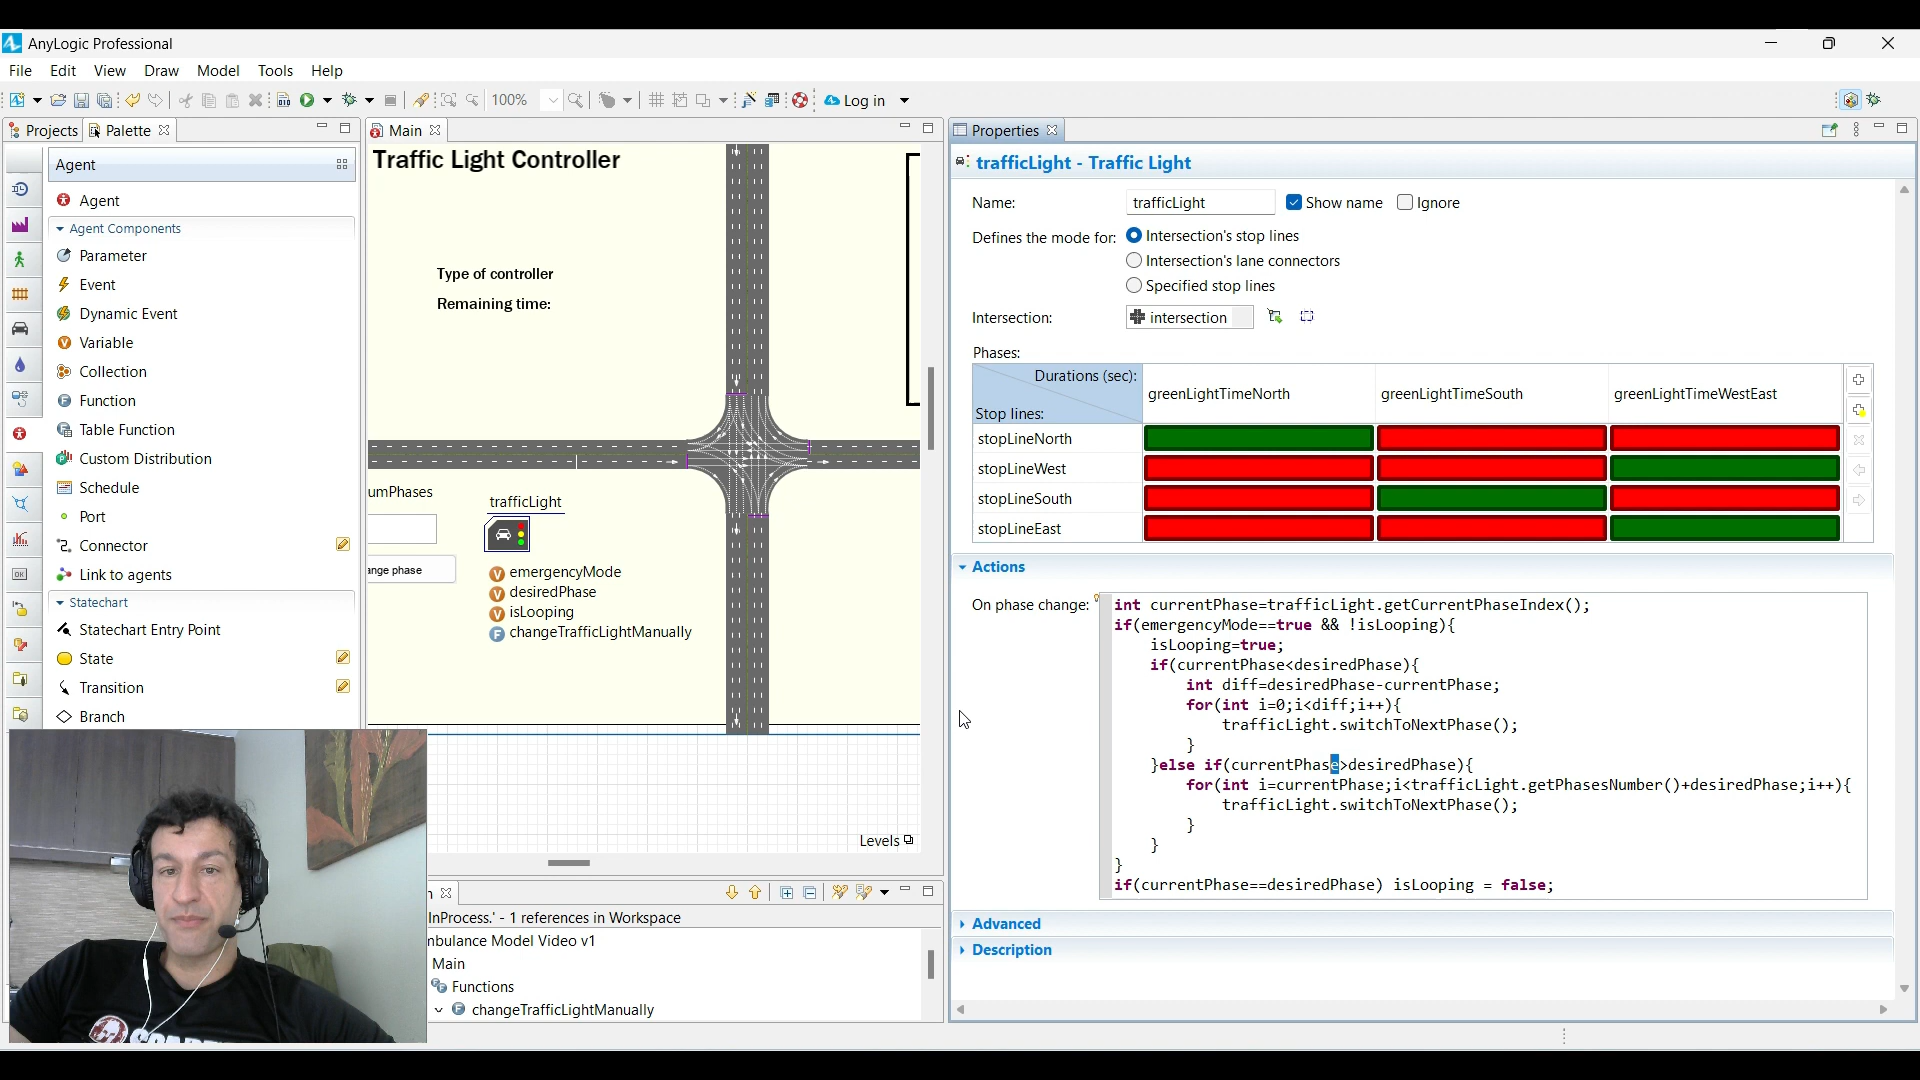 AnyLogic Professional
File Edit View Draw Model Tools Help
100% Log in
Projects Palette
Agent
Agent
Agent Components
Parameter
Event
Dynamic Event
Variable
Collection
Function
Table Function
Custom Distribution
Schedule
Port
Connector
Link to agents
Statechart
Statechart Entry Point
State
Transition
Branch
OK
Main
Traffic Light Controller
Type of controller
Remaining time:
umPhases
ange phase
trafficLight
emergencyMode
desiredPhase
isLooping
changeTrafficLightManually
Levels
InProcess.' - 1 references in Workspace
nbulance Model Video v1
Main
Functions
changeTrafficLightManually
Properties
trafficLight - Traffic Light
Name: trafficLight Show name Ignore
Defines the mode for: Intersection's stop lines
Intersection's lane connectors
Specified stop lines
Intersection: intersection
Phases:
Durations (sec): greenLightTimeNorth greenLightTimeSouth greenLightTimeWestEast
Stop lines:
stopLineNorth
stopLineWest
stopLineSouth
stopLineEast
Actions
On phase change: int currentPhase=trafficLight.getCurrentPhaseIndex();
if(emergencyMode==true && !isLooping){
isLooping=true;
if(currentPhase<desiredPhase){
int diff=desiredPhase-currentPhase;
for(int i=0;i<diff;i++){
trafficLight.switchToNextPhase();
}
}else if(currentPhase>desiredPhase){
for(int i=currentPhase;i<trafficLight.getPhasesNumber()+desiredPhase;i++){
trafficLight.switchToNextPhase();
}
}
}
if(currentPhase==desiredPhase) isLooping = false;
Advanced
Description